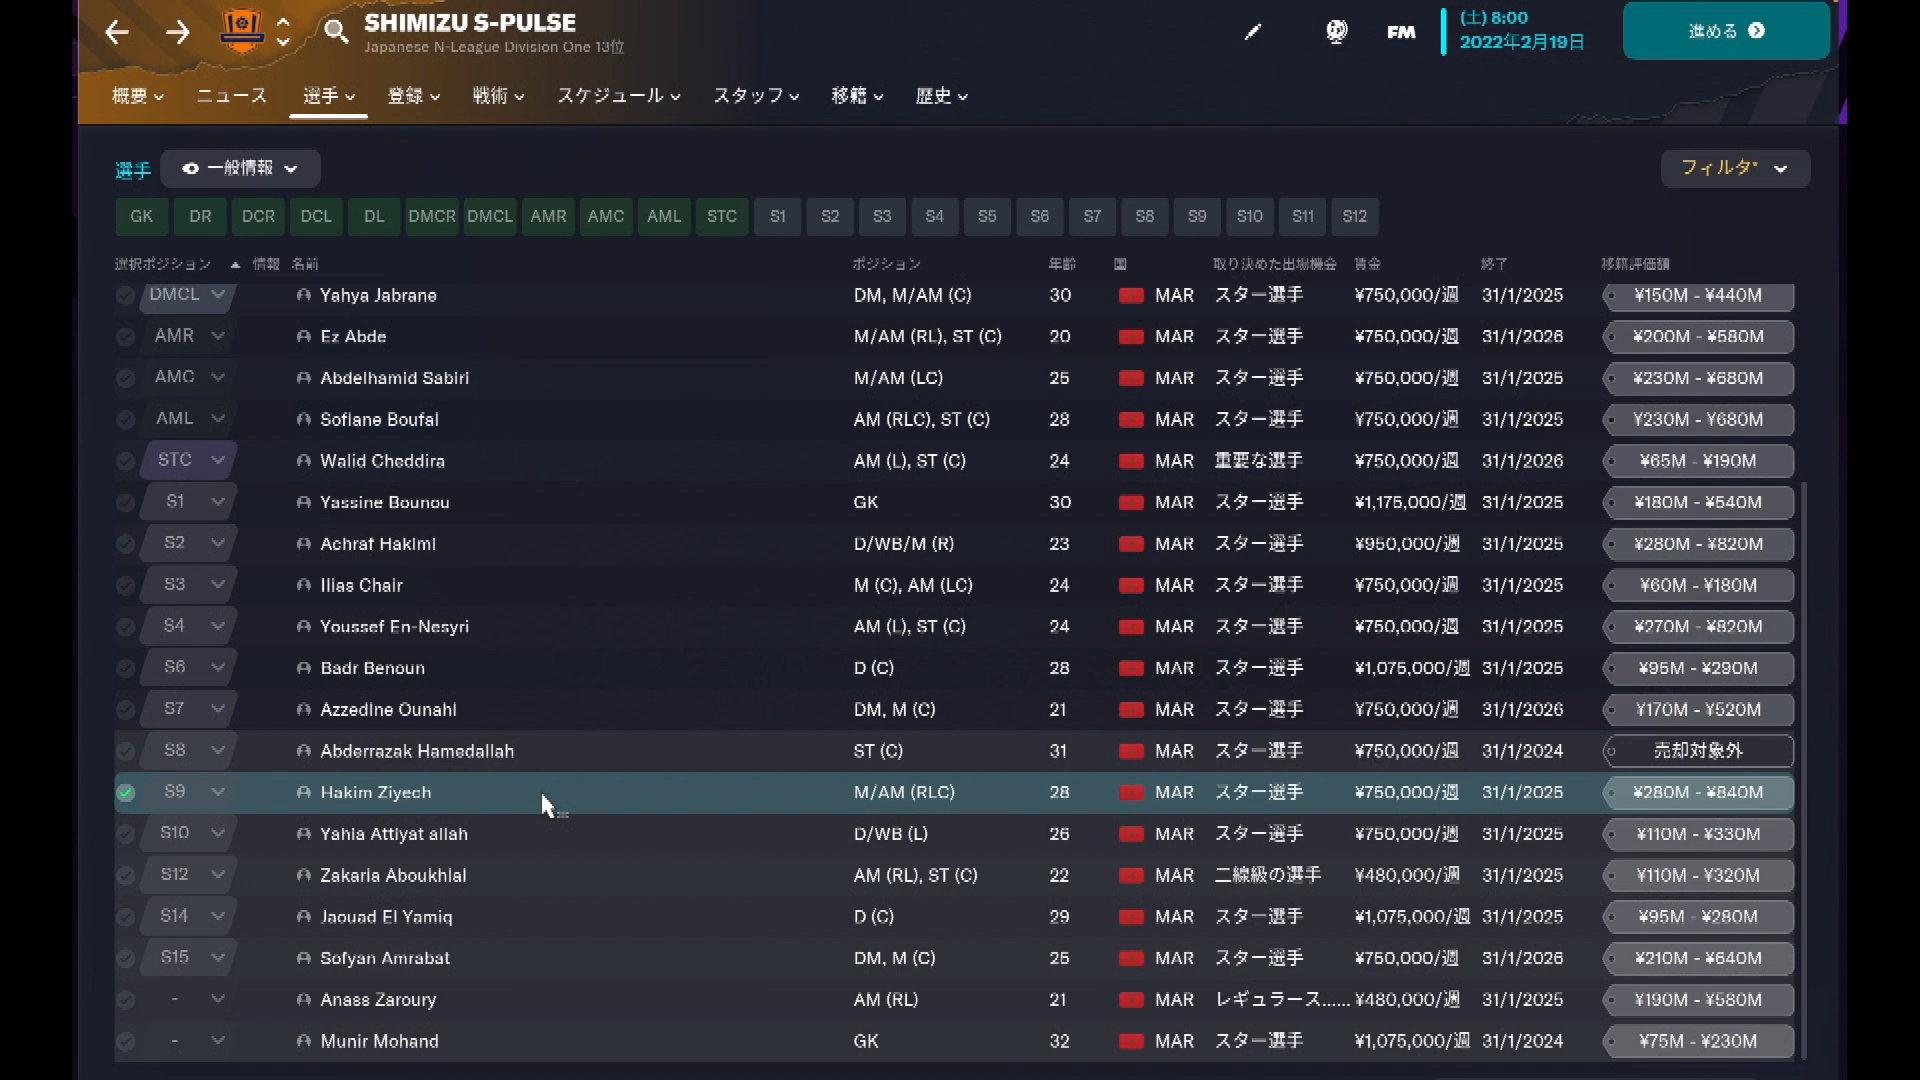 SHIMIZU S-PULSE
Japanese N-League Division One 13位
FM
(土) 8:00
2022年2月19日
進める
概要 ニュース 選手 登録 戦術 スケジュール スタッフ 移籍 歴史
選手 一般情報 フィルタ*
GK DR DCR DCL DL DMCR DMCL AMR AMC AML STC S1 S2 S3 S4 S5 S6 S7 S8 S9 S10 S11 S12
選択ポジション 情報 名前 ポジション 年齢 国 取り決めた出場機会 賃金 終了 移籍評価額
DMCL Yahya Jabrane DM, M/AM (C) 30 MAR スター選手 ¥750,000/週 31/1/2025 ¥150M - ¥440M
AMR Ez Abde M/AM (RL), ST (C) 20 MAR スター選手 ¥750,000/週 31/1/2026 ¥200M - ¥580M
AMC Abdelhamid Sabiri M/AM (LC) 25 MAR スター選手 ¥750,000/週 31/1/2025 ¥230M - ¥680M
AML Sofiane Boufal AM (RLC), ST (C) 28 MAR スター選手 ¥750,000/週 31/1/2025 ¥230M - ¥680M
STC Walid Cheddira AM (L), ST (C) 24 MAR 重要な選手 ¥750,000/週 31/1/2026 ¥65M - ¥190M
S1 Yassine Bounou GK 30 MAR スター選手 ¥1,175,000/週 31/1/2025 ¥180M - ¥540M
S2 Achraf Hakimi D/WB/M (R) 23 MAR スター選手 ¥950,000/週 31/1/2025 ¥280M - ¥820M
S3 Ilias Chair M (C), AM (LC) 24 MAR スター選手 ¥750,000/週 31/1/2025 ¥60M - ¥180M
S4 Youssef En-Nesyri AM (L), ST (C) 24 MAR スター選手 ¥750,000/週 31/1/2025 ¥270M - ¥820M
S6 Badr Benoun D (C) 28 MAR スター選手 ¥1,075,000/週 31/1/2025 ¥95M - ¥290M
S7 Azzedine Ounahi DM, M (C) 21 MAR スター選手 ¥750,000/週 31/1/2026 ¥170M - ¥520M
S8 Abderrazak Hamedallah ST (C) 31 MAR スター選手 ¥750,000/週 31/1/2024 売却対象外
S9 Hakim Ziyech M/AM (RLC) 28 MAR スター選手 ¥750,000/週 31/1/2025 ¥280M - ¥840M
S10 Yahia Attiyat allah D/WB (L) 26 MAR スター選手 ¥750,000/週 31/1/2025 ¥110M - ¥330M
S12 Zakaria Aboukhlal AM (RL), ST (C) 22 MAR 二線級の選手 ¥480,000/週 31/1/2025 ¥110M - ¥320M
S14 Jaouad El Yamiq D (C) 29 MAR スター選手 ¥1,075,000/週 31/1/2025 ¥95M - ¥280M
S15 Sofyan Amrabat DM, M (C) 25 MAR スター選手 ¥750,000/週 31/1/2026 ¥210M - ¥640M
- Anass Zaroury AM (RL) 21 MAR レギュラース...... ¥480,000/週 31/1/2025 ¥190M - ¥580M
- Munir Mohand GK 32 MAR スター選手 ¥1,075,000/週 31/1/2024 ¥75M - ¥230M